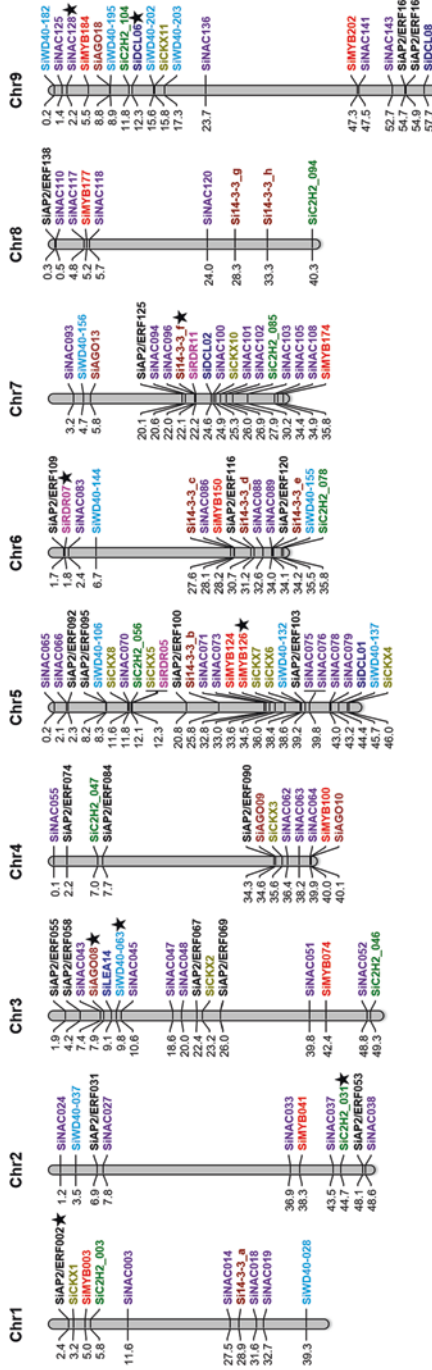 Chr1
2.4 SiAP2/ERF002★
3.2 SiCKX1
5.0 SiMYB003
5.8 SiC2H2_003
11.6 SiNAC003
27.5 SiNAC014
28.9 Si14-3-3_a
31.6 SiNAC018
32.7 SiNAC019
39.3 SiWD40-028
Chr2
1.2 SiNAC024
3.5 SiWD40-037
6.9 SiAP2/ERF031
7.8 SiNAC027
36.9 SiNAC033
38.3 SiMYB041
43.5 SiNAC037
44.7 SiC2H2_031★
48.1 SiAP2/ERF053
48.6 SiNAC038
Chr3
1.9 SiAP2/ERF055
4.2 SiAP2/ERF058
7.4 SiNAC043
7.9 SiAGO08★
9.1 SiLEA14
9.8 SiWD40-063★
10.6 SiNAC045
18.6 SiNAC047
20.0 SiNAC048
22.4 SiAP2/ERF067
23.2 SiCKX2
26.0 SiAP2/ERF069
39.8 SiNAC051
42.4 SiMYB074
48.8 SiNAC052
49.3 SiC2H2_046
Chr4
0.1 SiNAC055
2.2 SiAP2/ERF074
7.0 SiC2H2_047
7.7 SiAP2/ERF084
34.3 SiAP2/ERF090
34.6 SiAGO09
35.6 SiCKX3
36.4 SiNAC062
38.2 SiNAC063
39.9 SiNAC064
40.0 SiMYB100
40.1 SiAGO10
Chr5
0.2 SiNAC065
2.1 SiNAC066
2.3 SiAP2/ERF092
8.2 SiAP2/ERF095
8.3 SiWD40-106
11.6 SiCKX8
11.8 SiNAC070
12.1 SiC2H2_056
SiCKX5
12.3 SiRDR05
20.8 SiAP2/ERF100
25.8 Si14-3-3_b
32.8 SiNAC071
33.0 SiNAC073
33.6 SiMYB124
34.5 SiMYB126★
36.0 SiCKX7
38.4 SiCKX6
38.6 SiWD40-132
39.2 SiAP2/ERF103
SiNAC075
39.8 SiNAC076
43.0 SiNAC078
43.2 SiNAC079
44.4 SiDCL01
45.7 SiWD40-137
46.0 SiCKX4
Chr6
1.7 SiAP2/ERF109
1.8 SiRDR07★
2.4 SiNAC083
6.7 SiWD40-144
27.6 Si14-3-3_c
28.1 SiNAC086
28.2 SiMYB150
30.7 SiAP2/ERF116
31.2 Si14-3-3_d
32.6 SiNAC088
34.0 SiNAC089
34.1 SiAP2/ERF120
34.2 Si14-3-3_e
35.5 SiWD40-155
35.8 SiC2H2_078
Chr7
3.2 SiNAC093
4.7 SiWD40-156
5.8 SiAGO13
20.1 SiAP2/ERF125
20.6 SiNAC094
22.0 SiNAC096
22.1 Si14-3-3_f★
22.2 SiRDR11
24.6 SiDCL02
24.9 SiNAC100
25.3 SiCKX10
26.0 SiNAC101
26.9 SiNAC102
27.9 SiC2H2_085
30.2 SiNAC103
34.4 SiNAC105
34.9 SiNAC108
35.8 SiMYB174
Chr8
0.3 SiAP2/ERF138
0.5 SiNAC110
4.8 SiNAC117
5.2 SiMYB177
5.7 SiNAC118
24.0 SiNAC120
28.3 Si14-3-3_g
33.3 Si14-3-3_h
40.3 SiC2H2_094
Chr9
0.2 SiWD40-182
1.4 SiNAC125
2.2 SiNAC128★
5.5 SiMYB184
8.8 SiAGO18
8.9 SiWD40-195
11.8 SiC2H2_104
12.3 SiDCL06★
15.6 SiWD40-202
15.8 SiCKX11
17.3 SiWD40-203
23.7 SiNAC136
47.3 SiMYB202
47.5 SiNAC141
52.7 SiNAC143
54.7 SiAP2/ERF16
54.9 SiAP2/ERF16
57.7 SiDCL08